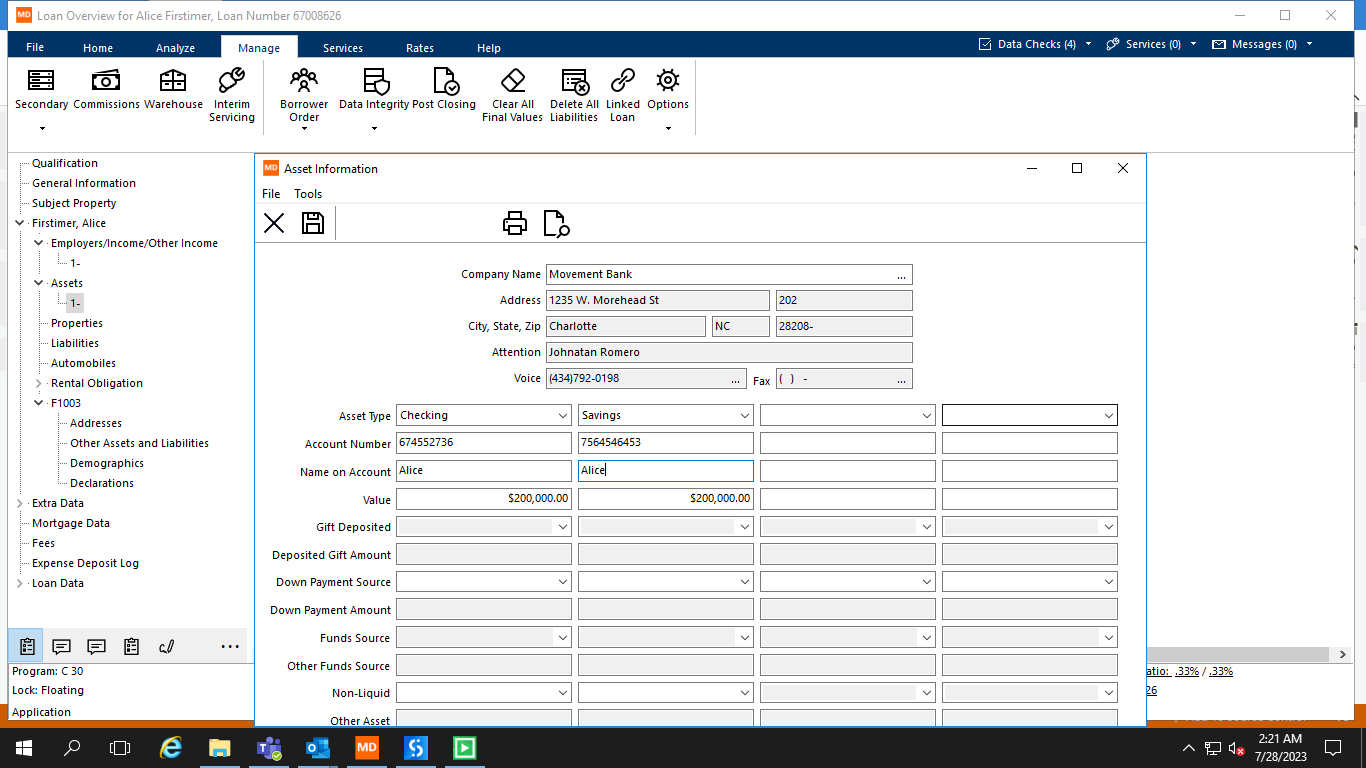 MD Loan Overview for Alice Firstimer, Loan Number 67008626
File Home Analyze Manage Services Rates Help Data Checks (4) Services (0) Messages (0)
Secondary Commissions Warehouse Interim Servicing Borrower Order Data Integrity Post Closing Clear All Final Values Delete All Liabilities Linked Loan Options
Qualification
General Information
Subject Property
Firstimer, Alice
Employers/Income/Other Income
1-
Assets
1-
Properties
Liabilities
Automobiles
Rental Obligation
F1003
Addresses
Other Assets and Liabilities
Demographics
Declarations
Extra Data
Mortgage Data
Fees
Expense Deposit Log
Loan Data
Program: C 30
Lock: Floating
Application
MD Asset Information
File Tools
Company Name Movement Bank ...
Address 1235 W. Morehead St 202
City, State, Zip Charlotte NC 28208-
Attention Johnatan Romero
Voice (434)792-0198 ... Fax ( ) - ...
Asset Type Checking Savings
Account Number 674552736 7564546453
Name on Account Alice Alice
Value $200,000.00 $200,000.00
Gift Deposited
Deposited Gift Amount
Down Payment Source
Down Payment Amount
Funds Source
Other Funds Source
Non-Liquid
Other Asset
atio: .33% / .33%
26
MD
2:21 AM
7/28/2023